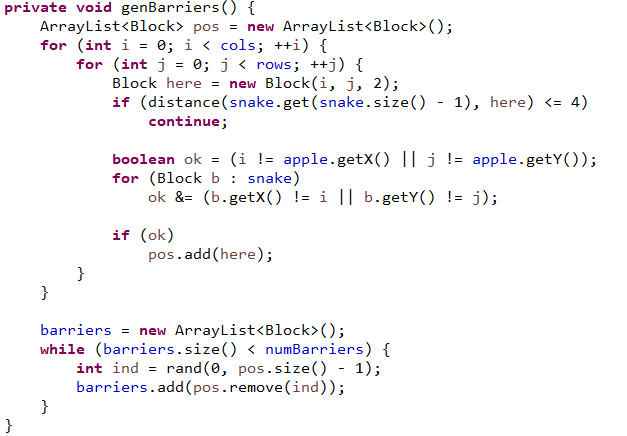 private void genBarriers() {
    ArrayList<Block> pos = new ArrayList<Block>();
    for (int i = 0; i < cols; ++i) {
        for (int j = 0; j < rows; ++j) {
            Block here = new Block(i, j, 2);
            if (distance(snake.get(snake.size() - 1), here) <= 4)
                continue;

            boolean ok = (i != apple.getX() || j != apple.getY());
            for (Block b : snake)
                ok &= (b.getX() != i || b.getY() != j);

            if (ok)
                pos.add(here);
        }
    }

    barriers = new ArrayList<Block>();
    while (barriers.size() < numBarriers) {
        int ind = rand(0, pos.size() - 1);
        barriers.add(pos.remove(ind));
    }
}